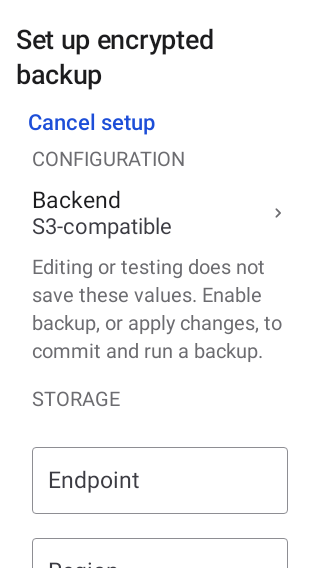 Set up encrypted
backup
Cancel setup
CONFIGURATION
Backend
S3-compatible
Editing or testing does not
save these values. Enable
backup, or apply changes, to
commit and run a backup.
STORAGE
Endpoint
Region